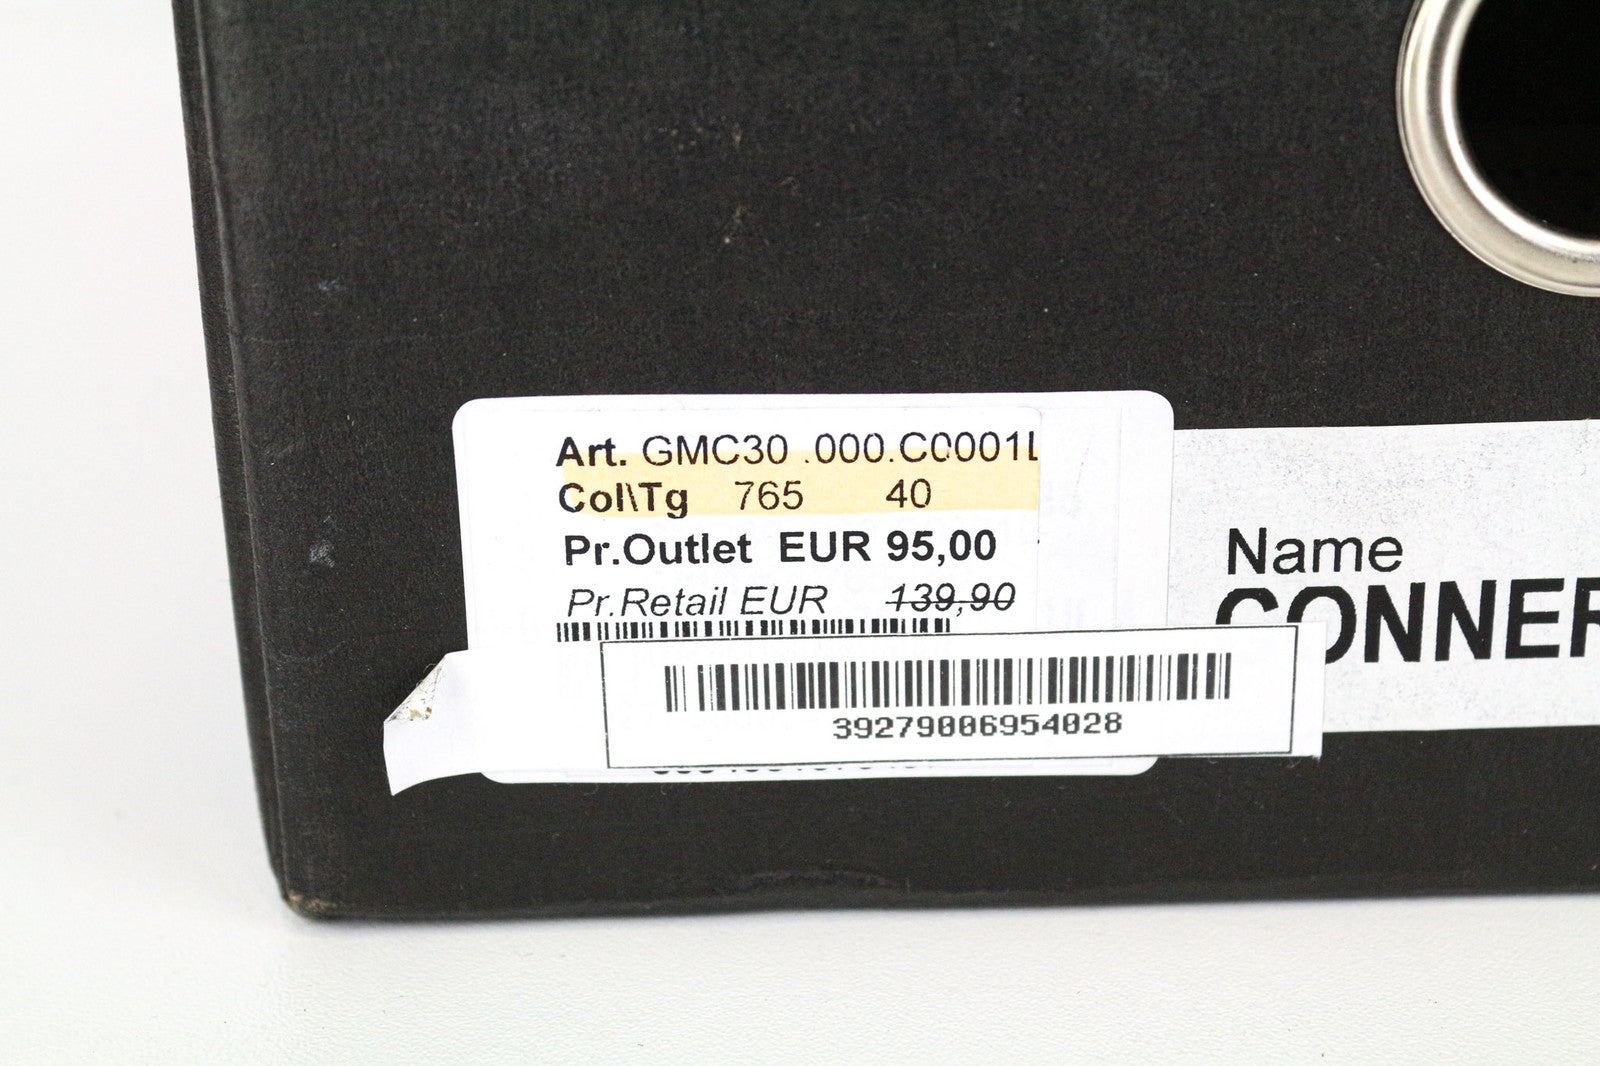 Art. GMC30 .000.C0001L
Col\Tg 765 40
Pr.Outlet EUR 95,00
Pr.Retail EUR 139,90
39279006954028
Name
CONNER